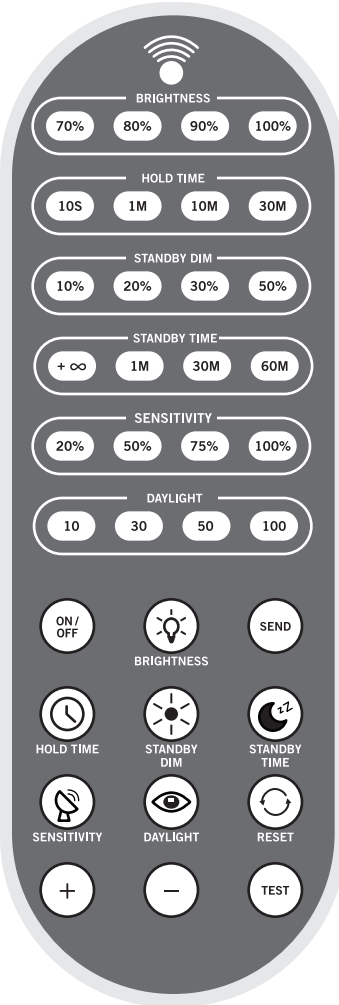 BRIGHTNESS
70% 80% 90% 100%
HOLD TIME
10S 1M 10M 30M
STANDBY DIM
10% 20% 30% 50%
STANDBY TIME
+ ∞ 1M 30M 60M
SENSITIVITY
20% 50% 75% 100%
DAYLIGHT
10 30 50 100
ON /
OFF
SEND
BRIGHTNESS
zZ
HOLD TIME STANDBY STANDBY
DIM TIME
SENSITIVITY DAYLIGHT RESET
+ − TEST